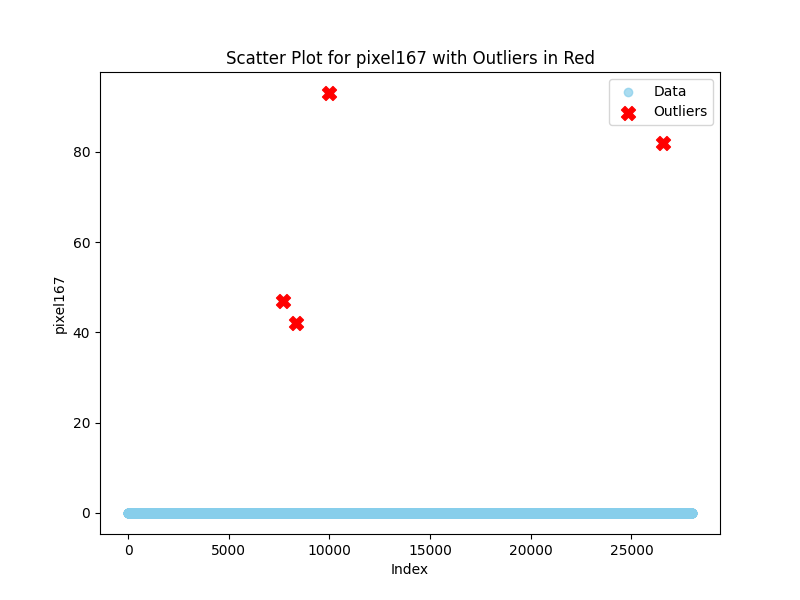 Scatter Plot for pixel167 with Outliers in Red
Data
Outliers
pixel167
80
60
40
20
0
0 5000 10000 15000 20000 25000
Index